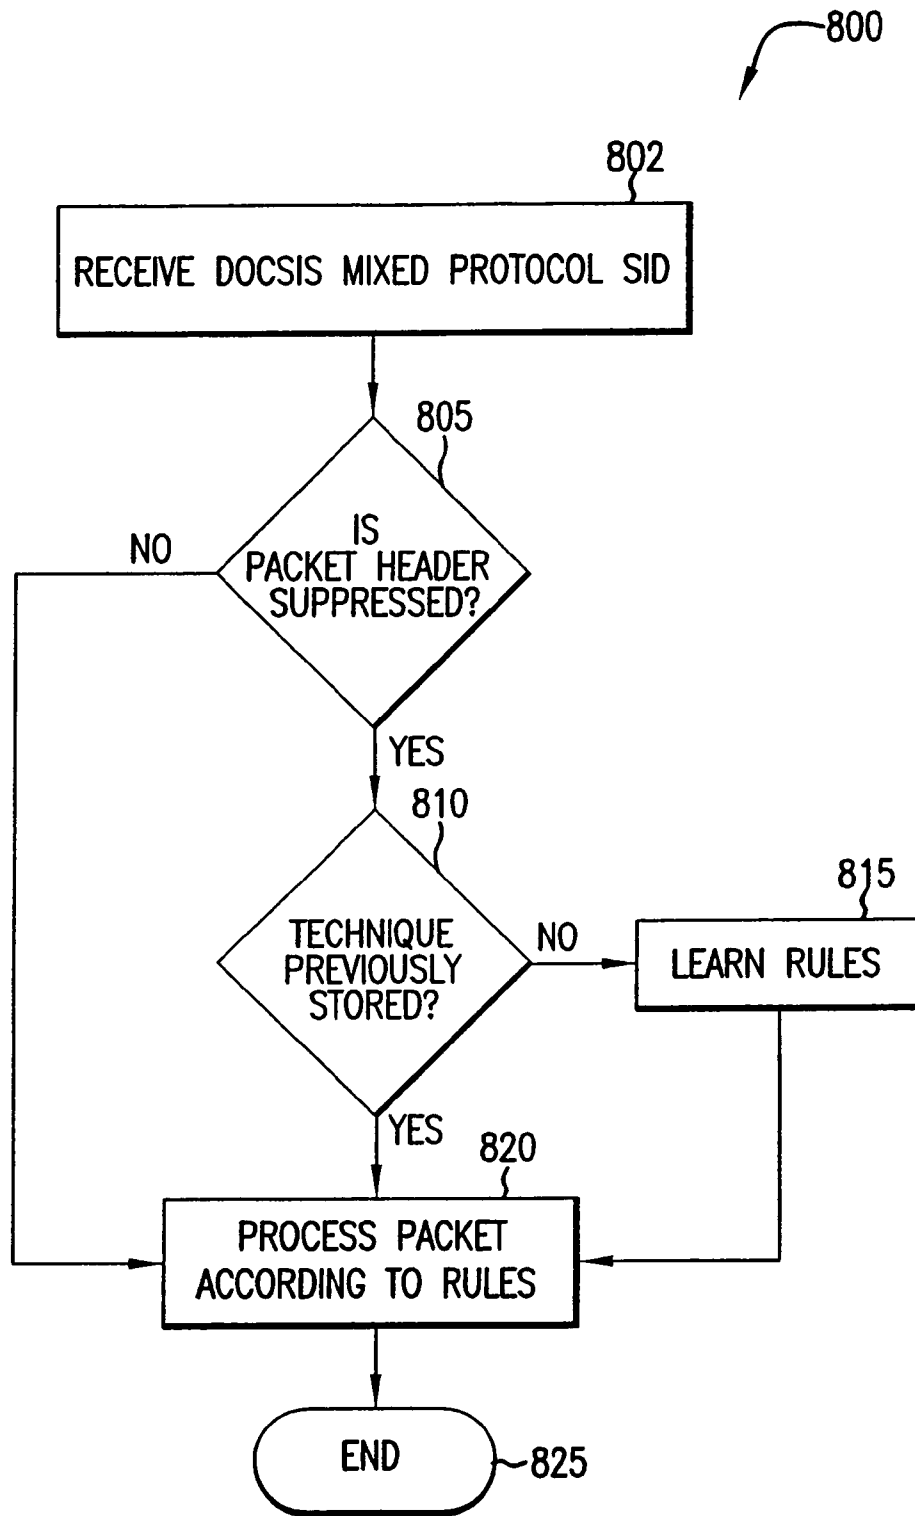 800
802
RECEIVE DOCSIS MIXED PROTOCOL SID
805
IS
PACKET HEADER
SUPPRESSED?
NO
YES
810
TECHNIQUE
PREVIOUSLY
STORED?
NO
815
LEARN RULES
YES
820
PROCESS PACKET
ACCORDING TO RULES
END
825